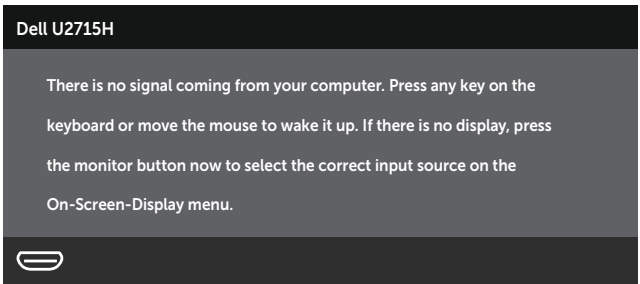 Dell U2715H
There is no signal coming from your computer. Press any key on the
keyboard or move the mouse to wake it up. If there is no display, press
the monitor button now to select the correct input source on the
On-Screen-Display menu.